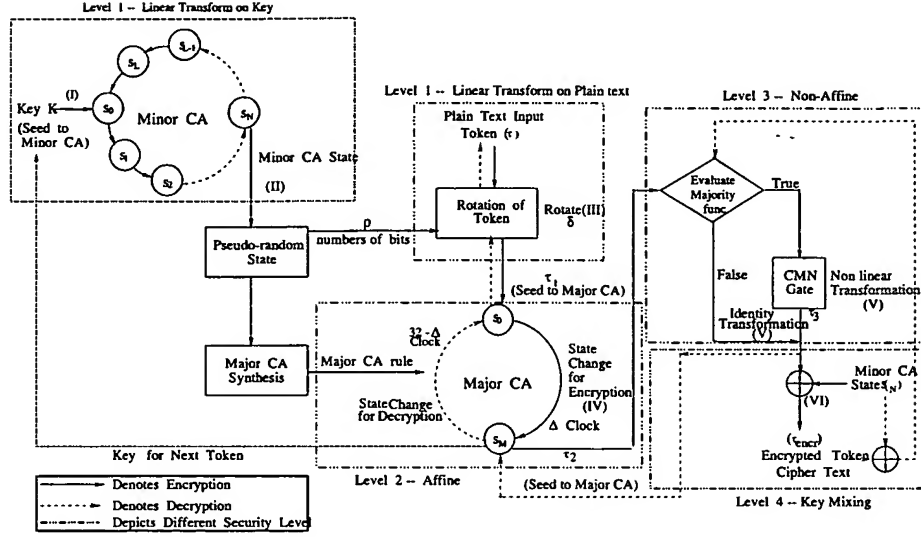 Level 1 -- Linear Transform on Key
S_L-1
S_L
Key K
(I)
S_0
Minor CA
S_N
(Seed to
Minor CA)
S_1
S_2
Minor CA State
(II)
Pseudo-random
State
ρ
numbers of bits
Major CA
Synthesis
Major CA rule
Key for Next Token
Level 1 -- Linear Transform on Plain text
Plain Text Input
Token (τ)
Rotation of
Token
Rotate(III)
δ
τ_1
(Seed to Major CA)
S_0
32-Δ
Clock
Major CA
State
Change
for
Encryption
(IV)
State Change
for Decryption
Δ Clock
S_M
τ_2
Level 2 -- Affine
(Seed to Major CA)
Level 3 -- Non-Affine
Evaluate
Majority
func.
True
False
CMN
Gate
Non linear
Transformation
(V)
τ_3
Identity
Transformation
(V)
Minor CA
State(S_N)
(VI)
(τ_encr)
Encrypted Token
Cipher Text
Level 4 -- Key Mixing
Denotes Encryption
Denotes Decryption
Depicts Different Security Level